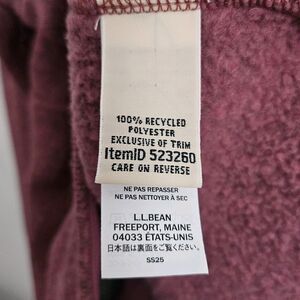 100% RECYCLED
POLYESTER
EXCLUSIVE OF TRIM
ItemID 523260
CARE ON REVERSE
NE PAS REPASSER
NE PAS NETTOYER À SEC
L.L.BEAN
FREEPORT, MAINE
04033 ÉTATS-UNIS
日本語は裏面をご覧ください。
SS25